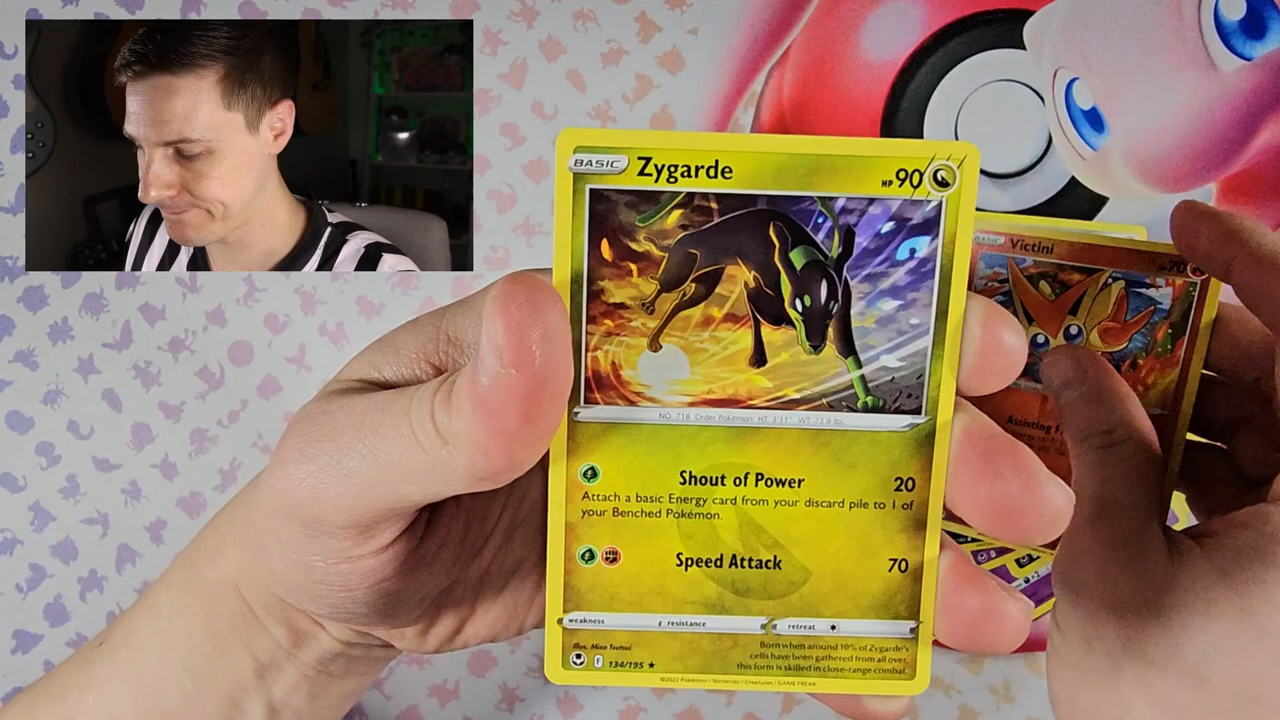 BASIC Zygarde HP 90
NO. 718 Order Pokémon HT. 3'11" WT. 73.9 lbs.
Shout of Power 20
Attach a basic Energy card from your discard pile to 1 of
your Benched Pokémon.
Speed Attack 70
weakness resistance retreat
Illus. Misa Tsutsui
F 134/195 ★
Born when around 10% of Zygarde's
cells have been gathered from all over,
this form is skilled in close-range combat.
©2022 Pokémon / Nintendo / Creatures / GAME FREAK
BASIC Victini 70
Assisting